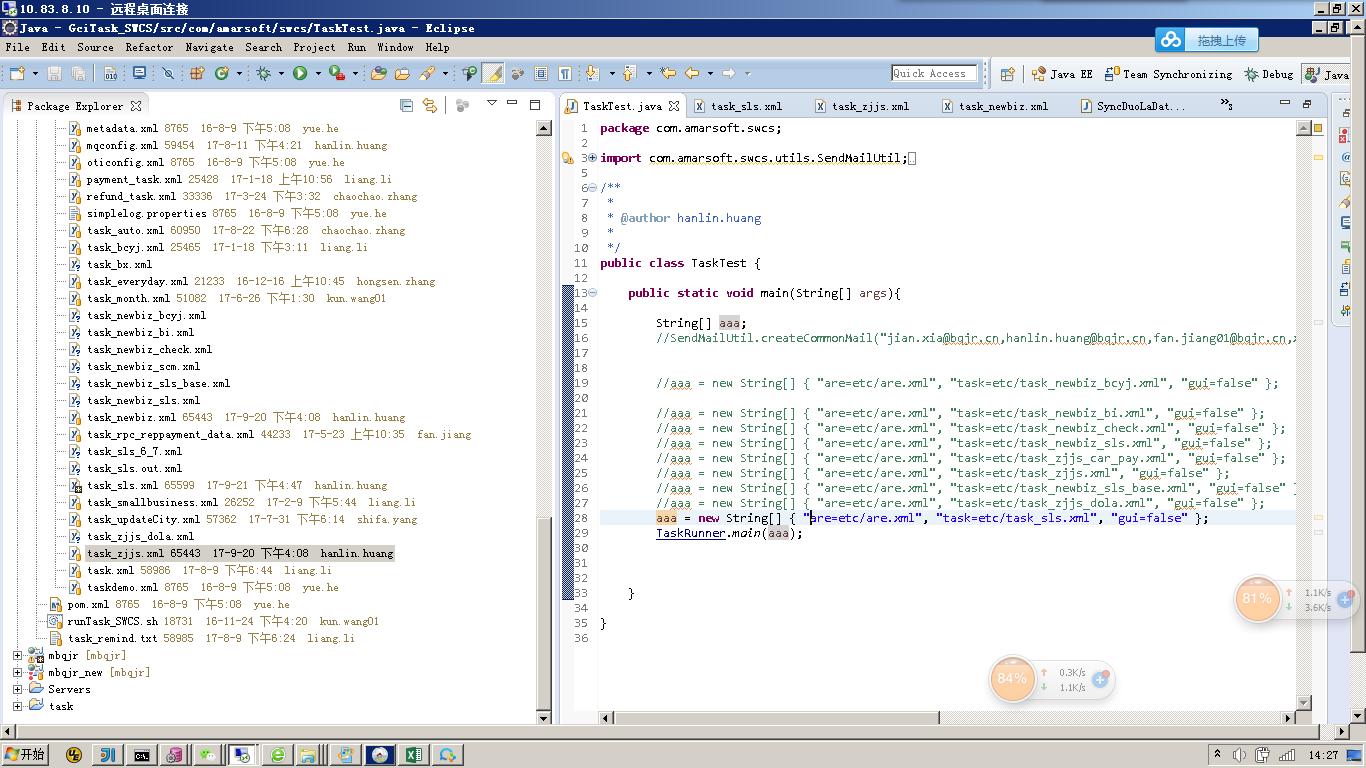 10.83.8.10 - 远程桌面连接
Java - GciTask_SWCS/src/com/amarsoft/swcs/TaskTest.java - Eclipse
File Edit Source Refactor Navigate Search Project Run Window Help
拖拽上传
Quick Access
Java EE
Team Synchronizing
Debug
Java
Package Explorer
TaskTest.java
task_sls.xml
task_zjjs.xml
task_newbiz.xml
SyncDuoLaDat...
»3
metadata.xml 8765 16-8-9 下午5:08 yue.he
mqconfig.xml 59454 17-8-11 下午4:21 hanlin.huang
oticonfig.xml 8765 16-8-9 下午5:08 yue.he
payment_task.xml 25428 17-1-18 上午10:56 liang.li
refund_task.xml 33336 17-3-24 下午3:32 chaochao.zhang
simplelog.properties 8765 16-8-9 下午5:08 yue.he
task_auto.xml 60950 17-8-22 下午6:28 chaochao.zhang
task_bcyj.xml 25465 17-1-18 下午3:11 liang.li
task_bx.xml
task_everyday.xml 21233 16-12-16 上午10:45 hongsen.zhang
task_month.xml 51082 17-6-26 下午1:30 kun.wang01
task_newbiz_bcyj.xml
task_newbiz_bi.xml
task_newbiz_check.xml
task_newbiz_scm.xml
task_newbiz_sls_base.xml
task_newbiz_sls.xml
task_newbiz.xml 65443 17-9-20 下午4:08 hanlin.huang
task_rpc_reppayment_data.xml 44233 17-5-23 上午10:35 fan.jiang
task_sls_6_7.xml
task_sls.out.xml
task_sls.xml 65599 17-9-21 下午4:47 hanlin.huang
task_smallbusiness.xml 26252 17-2-9 下午5:44 liang.li
task_updateCity.xml 57362 17-7-31 下午6:14 shifa.yang
task_zjjs_dola.xml
task_zjjs.xml 65443 17-9-20 下午4:08 hanlin.huang
task.xml 58986 17-8-9 下午6:44 liang.li
taskdemo.xml 8765 16-8-9 下午5:08 yue.he
pom.xml 8765 16-8-9 下午5:08 yue.he
runTask_SWCS.sh 18731 16-11-24 下午4:20 kun.wang01
task_remind.txt 58985 17-8-9 下午6:24 liang.li
mbqjr [mbqjr]
mbqjr_new [mbqjr]
Servers
task
1 package com.amarsoft.swcs;
2
3 import com.amarsoft.swcs.utils.SendMailUtil;
5
6 /**
7 *
8 * @author hanlin.huang
9 *
10 */
11 public class TaskTest {
12
13 public static void main(String[] args){
14
15 String[] aaa;
16 //SendMailUtil.createCommonMail("jian.xia@bqjr.cn,hanlin.huang@bqjr.cn,fan.jiang01@bqjr.cn,x
17
18
19 //aaa = new String[] { "are=etc/are.xml", "task=etc/task_newbiz_bcyj.xml", "gui=false" };
20
21 //aaa = new String[] { "are=etc/are.xml", "task=etc/task_newbiz_bi.xml", "gui=false" };
22 //aaa = new String[] { "are=etc/are.xml", "task=etc/task_newbiz_check.xml", "gui=false" };
23 //aaa = new String[] { "are=etc/are.xml", "task=etc/task_newbiz_sls.xml", "gui=false" };
24 //aaa = new String[] { "are=etc/are.xml", "task=etc/task_zjjs_car_pay.xml", "gui=false" };
25 //aaa = new String[] { "are=etc/are.xml", "task=etc/task_zjjs.xml", "gui=false" };
26 //aaa = new String[] { "are=etc/are.xml", "task=etc/task_newbiz_sls_base.xml", "gui=false" }
27 //aaa = new String[] { "are=etc/are.xml", "task=etc/task_zjjs_dola.xml", "gui=false" };
28 aaa = new String[] { "are=etc/are.xml", "task=etc/task_sls.xml", "gui=false" };
29 TaskRunner.main(aaa);
30
31
32
33 }
34
35 }
36
81%
1.1K/s
3.6K/s
84%
0.3K/s
1.1K/s
开始
14:27